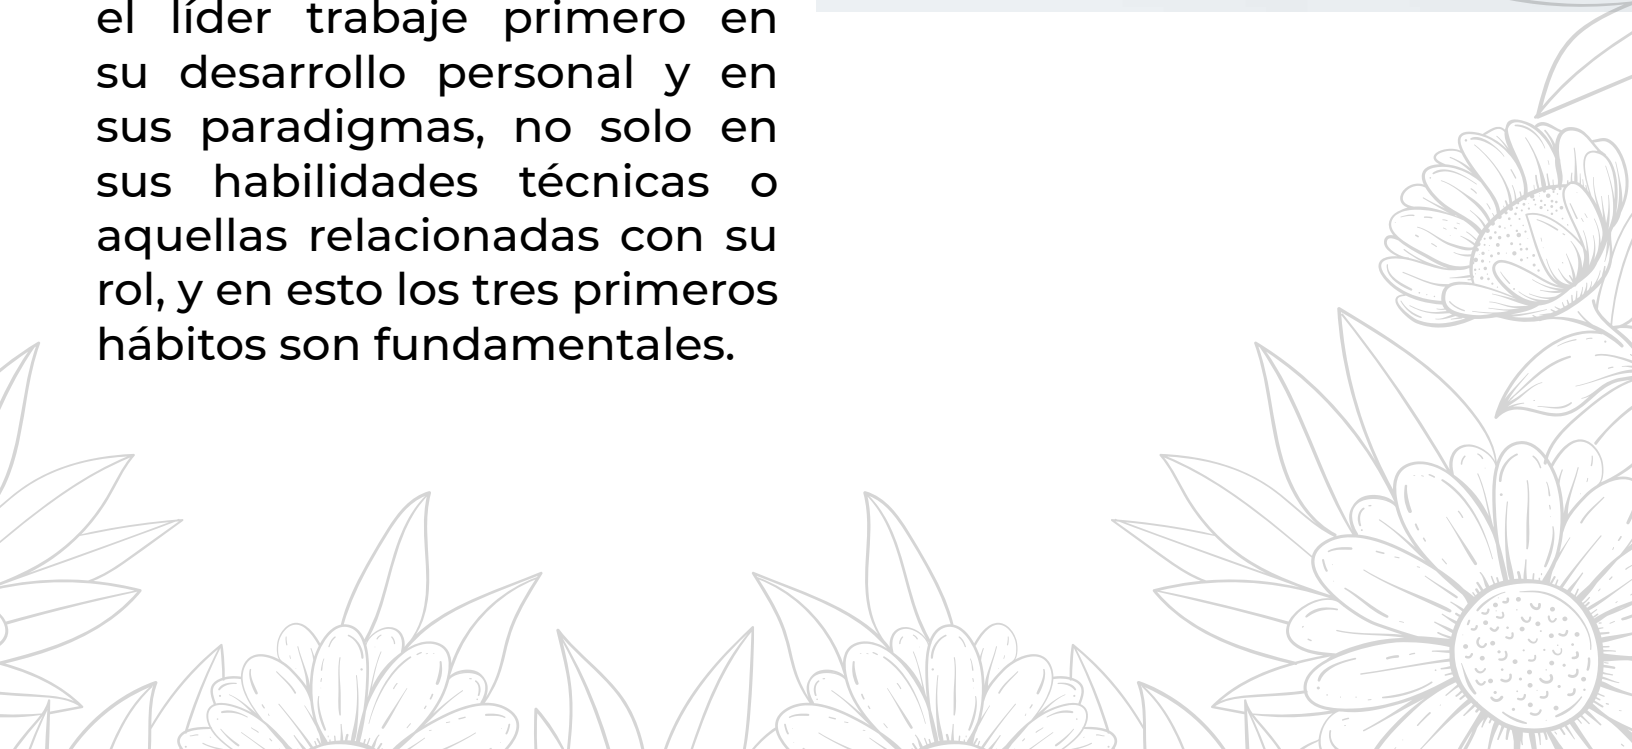 el líder trabaje primero en
su desarrollo personal y en
sus paradigmas, no solo en
sus habilidades técnicas o
aquellas relacionadas con su
rol, y en esto los tres primeros
hábitos son fundamentales.